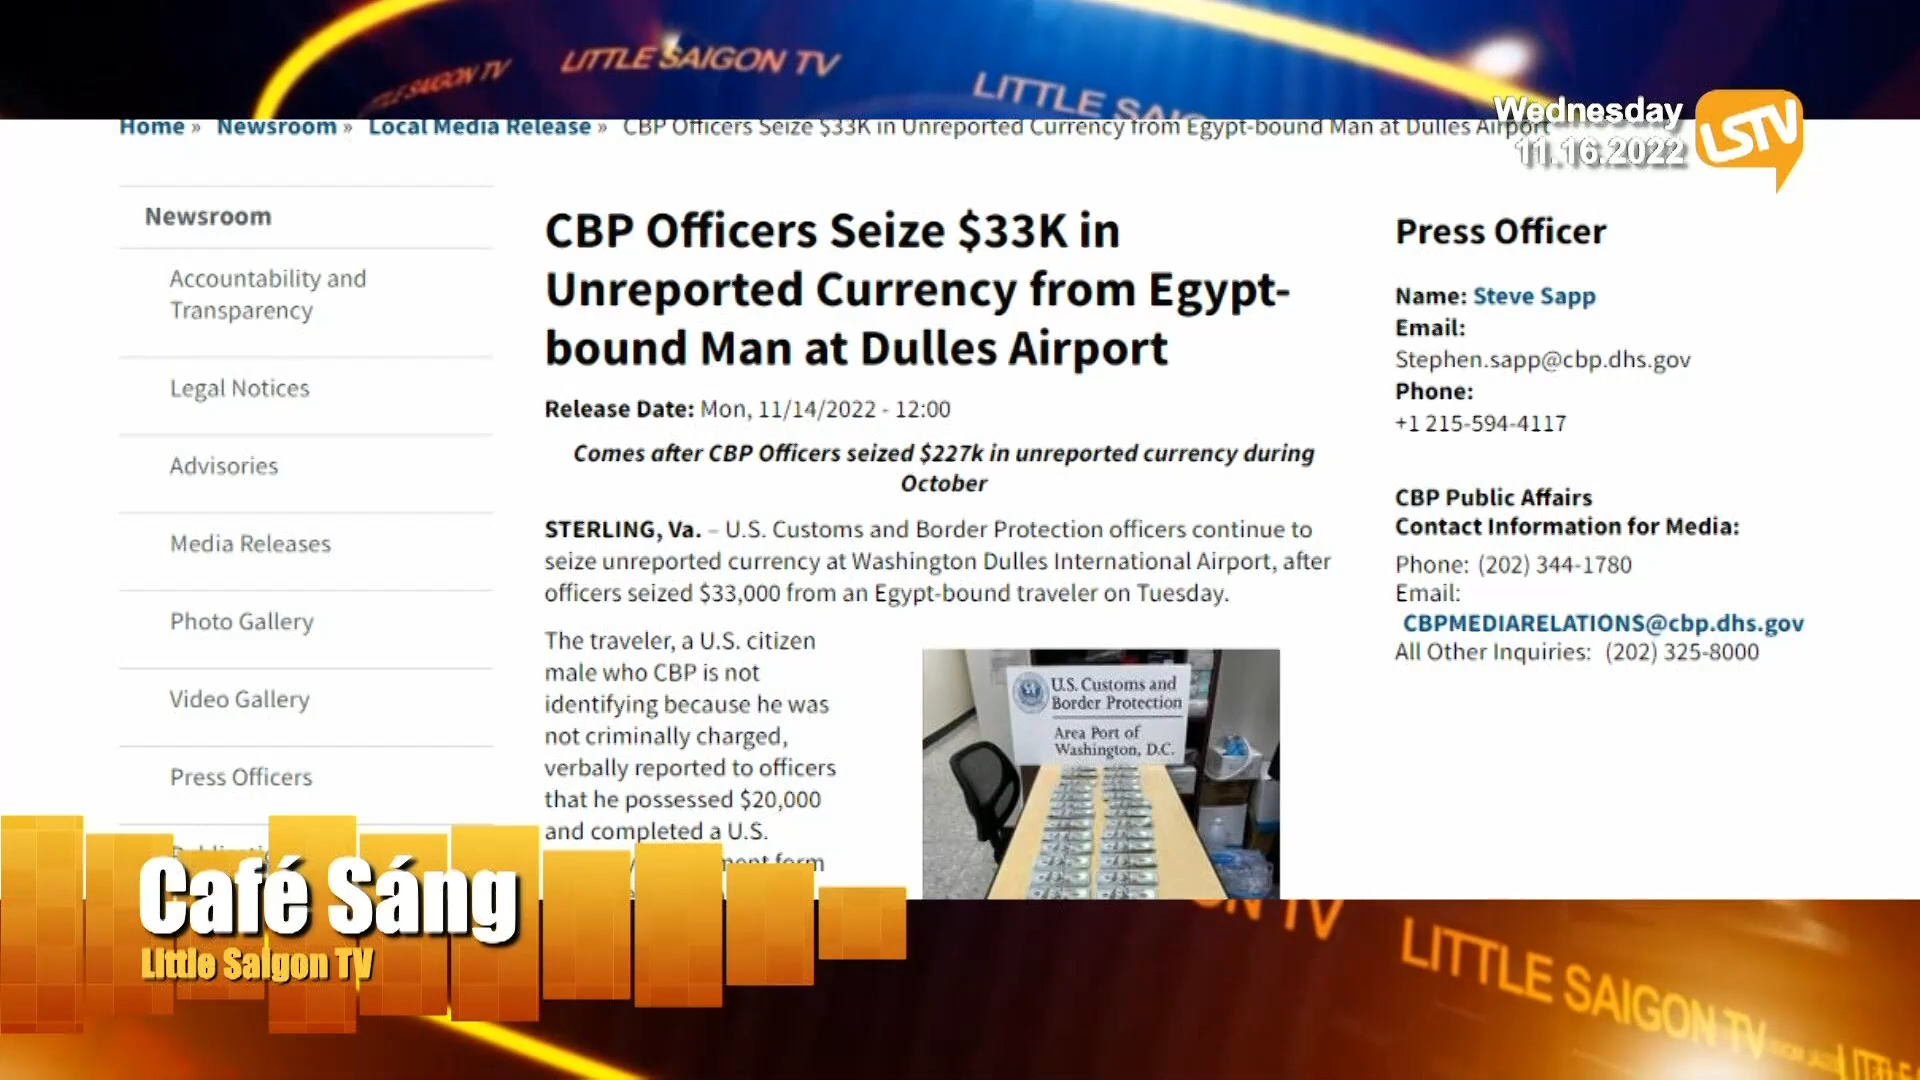 LITTLE SAIGON TV
LITTLE SAIGON TV
LITTLE SAI
Wednesday
11.16.2022
LSTV
Home » Newsroom » Local Media Release » CBP Officers Seize $33K in Unreported Currency from Egypt-bound Man at Dulles Airport
Newsroom
Accountability and
Transparency
Legal Notices
Advisories
Media Releases
Photo Gallery
Video Gallery
Press Officers
CBP Officers Seize $33K in
Unreported Currency from Egypt-
bound Man at Dulles Airport
Release Date: Mon, 11/14/2022 - 12:00
Comes after CBP Officers seized $227k in unreported currency during
October
STERLING, Va. – U.S. Customs and Border Protection officers continue to
seize unreported currency at Washington Dulles International Airport, after
officers seized $33,000 from an Egypt-bound traveler on Tuesday.
The traveler, a U.S. citizen
male who CBP is not
identifying because he was
not criminally charged,
verbally reported to officers
that he possessed $20,000
and completed a U.S.
form
U.S. Customs and
Border Protection
Area Port of
Washington, D.C.
Press Officer
Name: Steve Sapp
Email:
Stephen.sapp@cbp.dhs.gov
Phone:
+1 215-594-4117
CBP Public Affairs
Contact Information for Media:
Phone: (202) 344-1780
Email:
CBPMEDIARELATIONS@cbp.dhs.gov
All Other Inquiries: (202) 325-8000
Café Sáng
Little Saigon TV
ON TV
LITTLE SAIGON TV